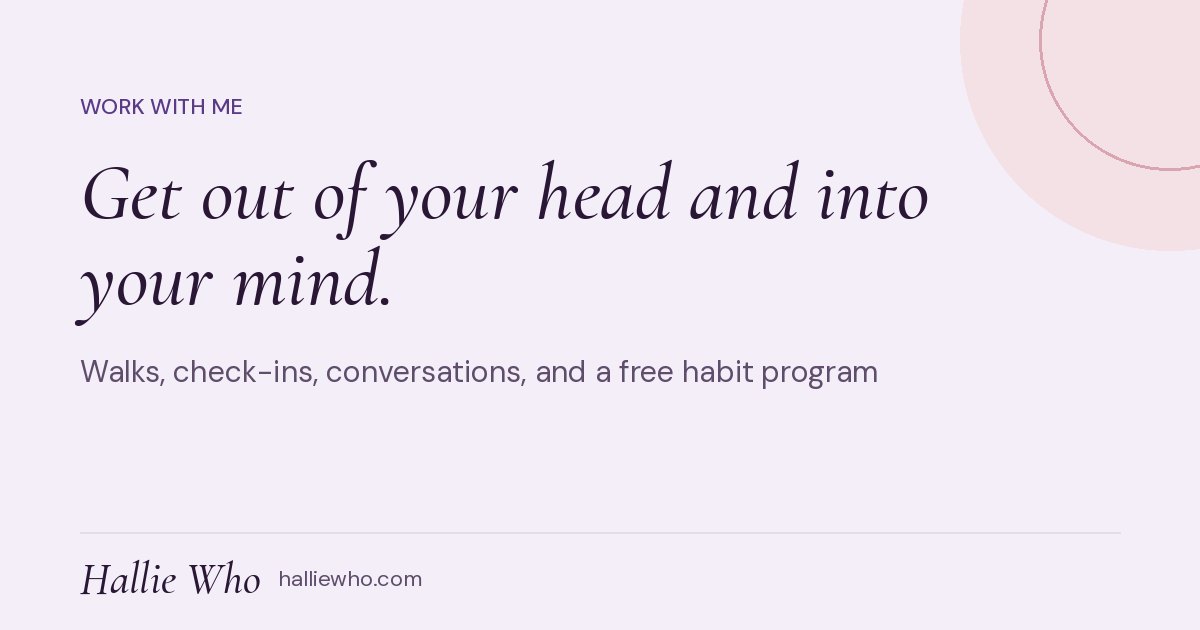 WORK WITH ME
Get out of your head and into
your mind.
Walks, check-ins, conversations, and a free habit program
Hallie Who halliewho.com